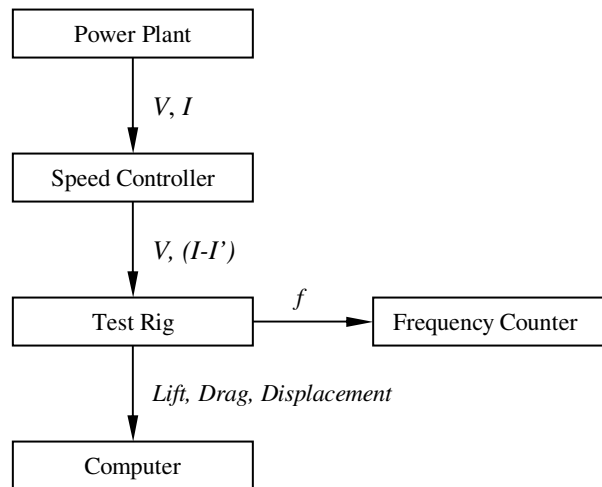 Power Plant
V, I
Speed Controller
V, (I-I’)
f
Test Rig
Frequency Counter
Lift, Drag, Displacement
Computer